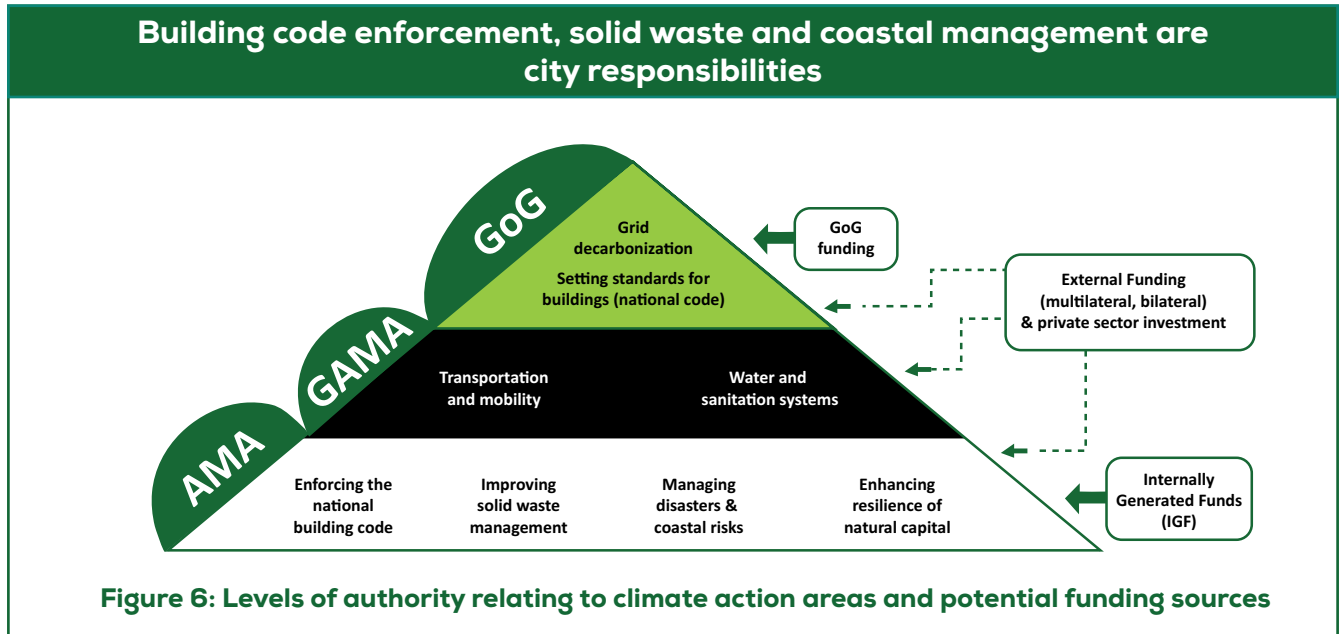 Building code enforcement, solid waste and coastal management are
city responsibilities
GoG
Grid
decarbonization
Setting standards for
buildings (national code)
GoG
funding
External Funding
(multilateral, bilateral)
& private sector investment
GAMA
Transportation
and mobility
Water and
sanitation systems
AMA
Enforcing the
national
building code
Improving
solid waste
management
Managing
disasters &
coastal risks
Enhancing
resilience of
natural capital
Internally
Generated Funds
(IGF)
Figure 6: Levels of authority relating to climate action areas and potential funding sources